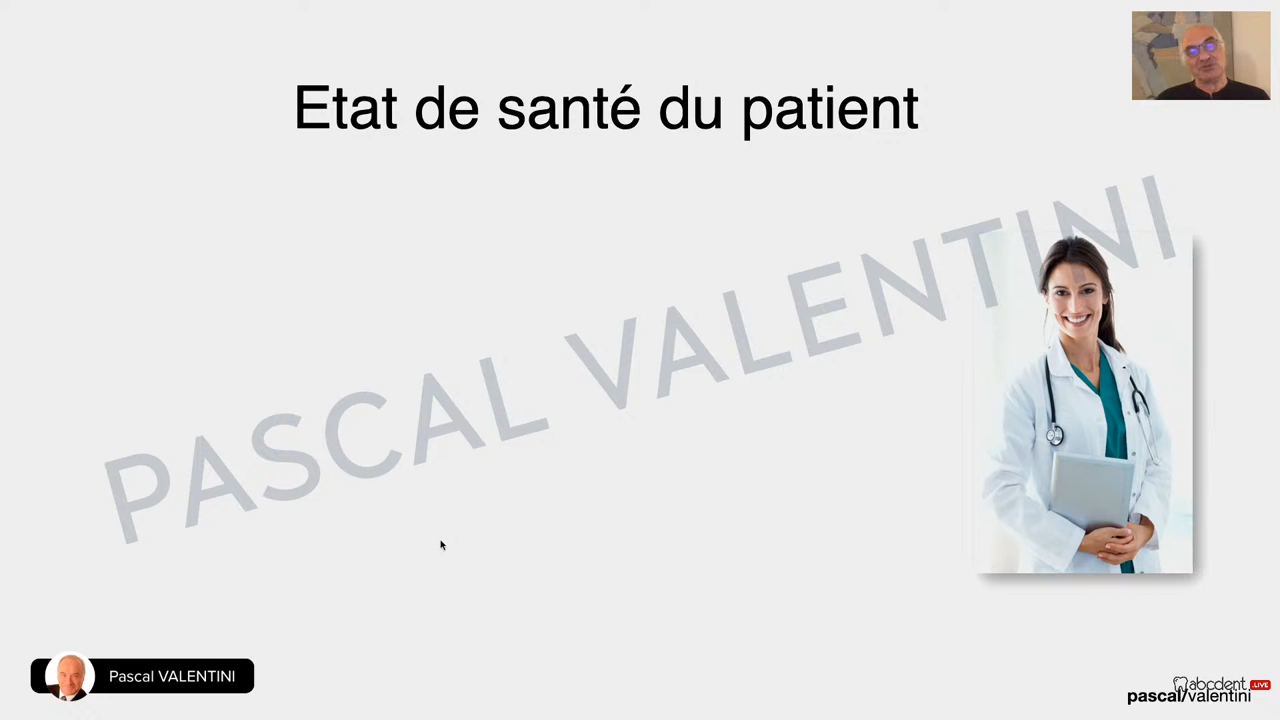 Etat de santé du patient
PASCAL VALENTINI
Pascal VALENTINI
abcdent .LIVE
pascal/valentini